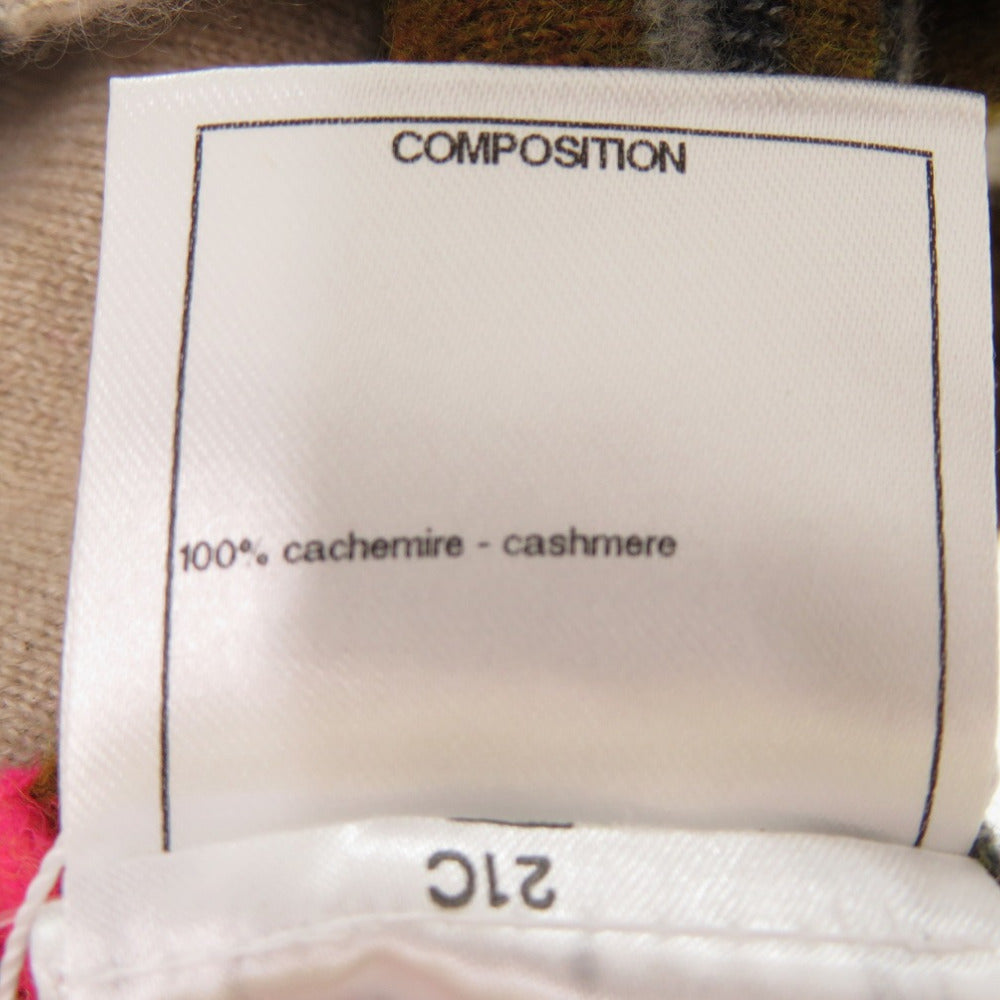 COMPOSITION
100% cachemire - cashmere
21C